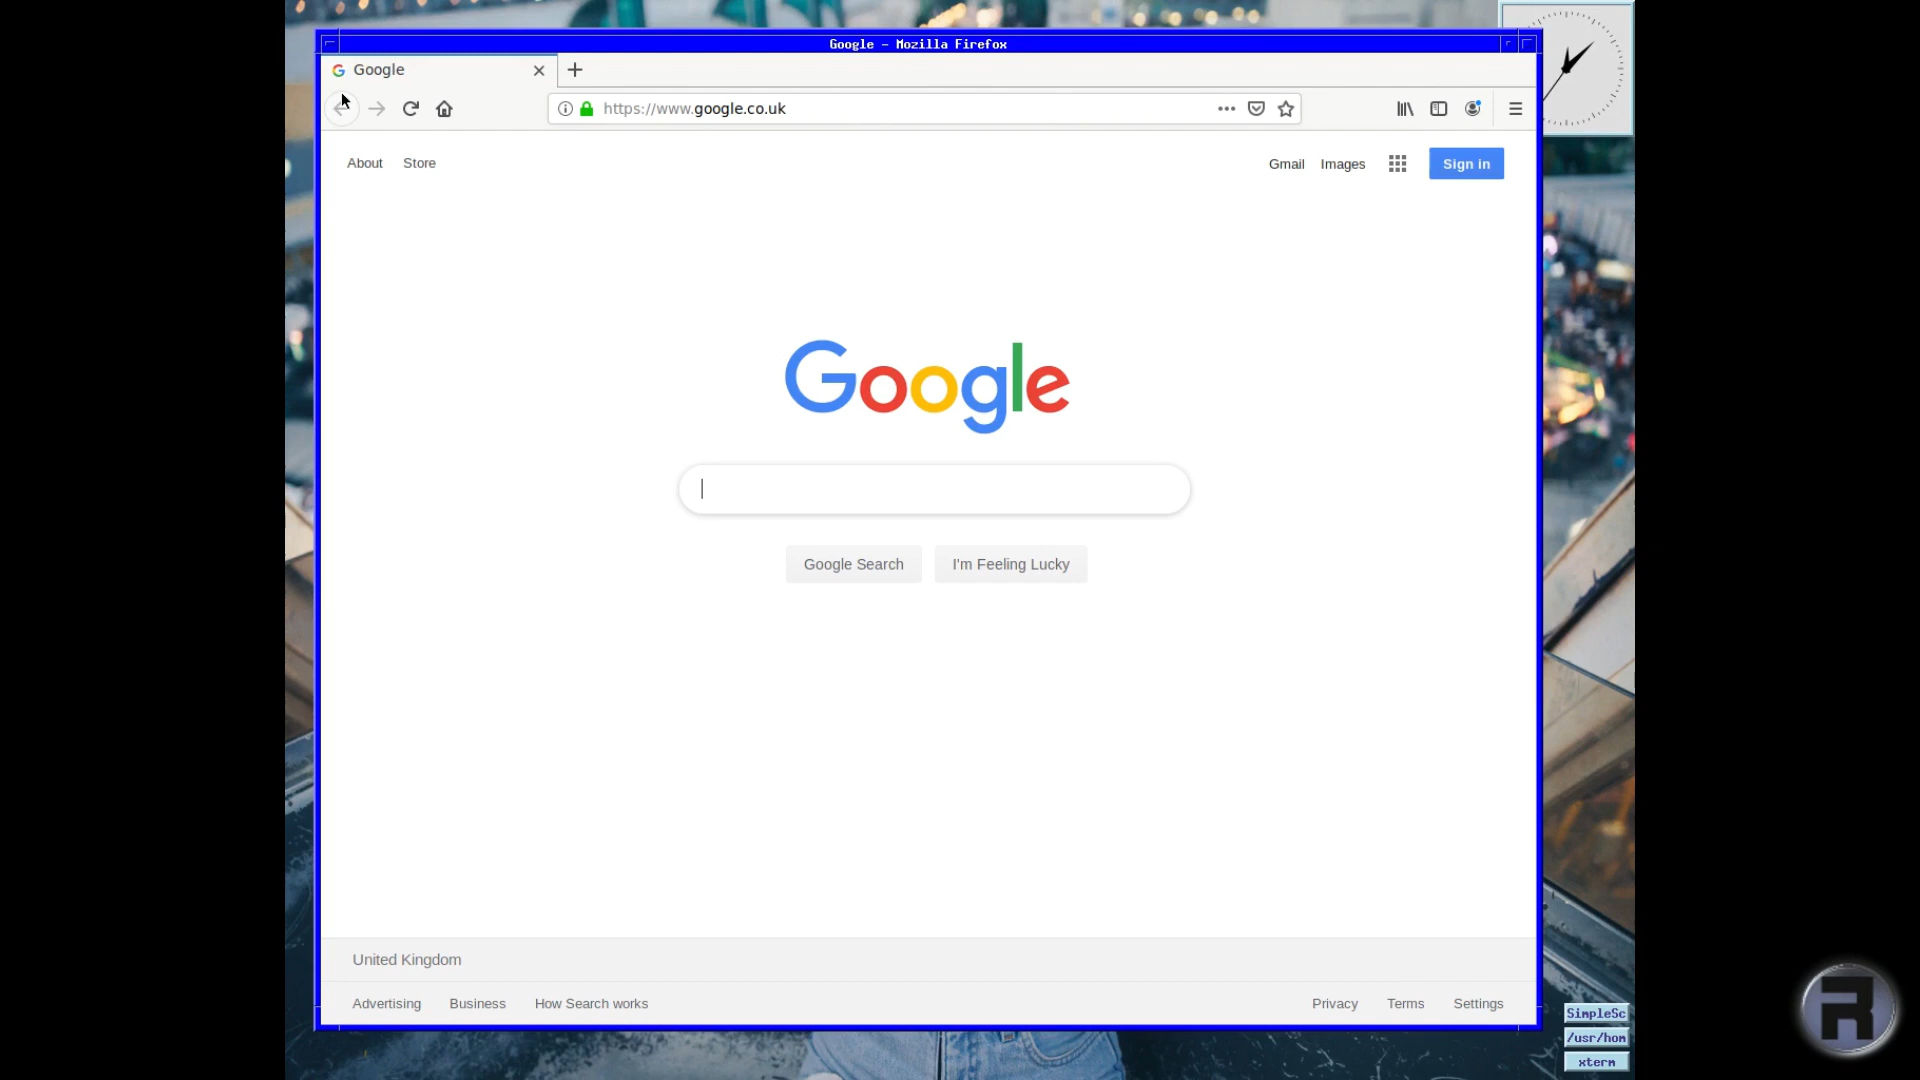 Google - Mozilla Firefox
Google
https://www.google.co.uk
About Store
Gmail Images Sign in
Google
Google Search I'm Feeling Lucky
United Kingdom
Advertising Business How Search works
Privacy Terms Settings
SimpleSc
/usr/hom
xterm
R